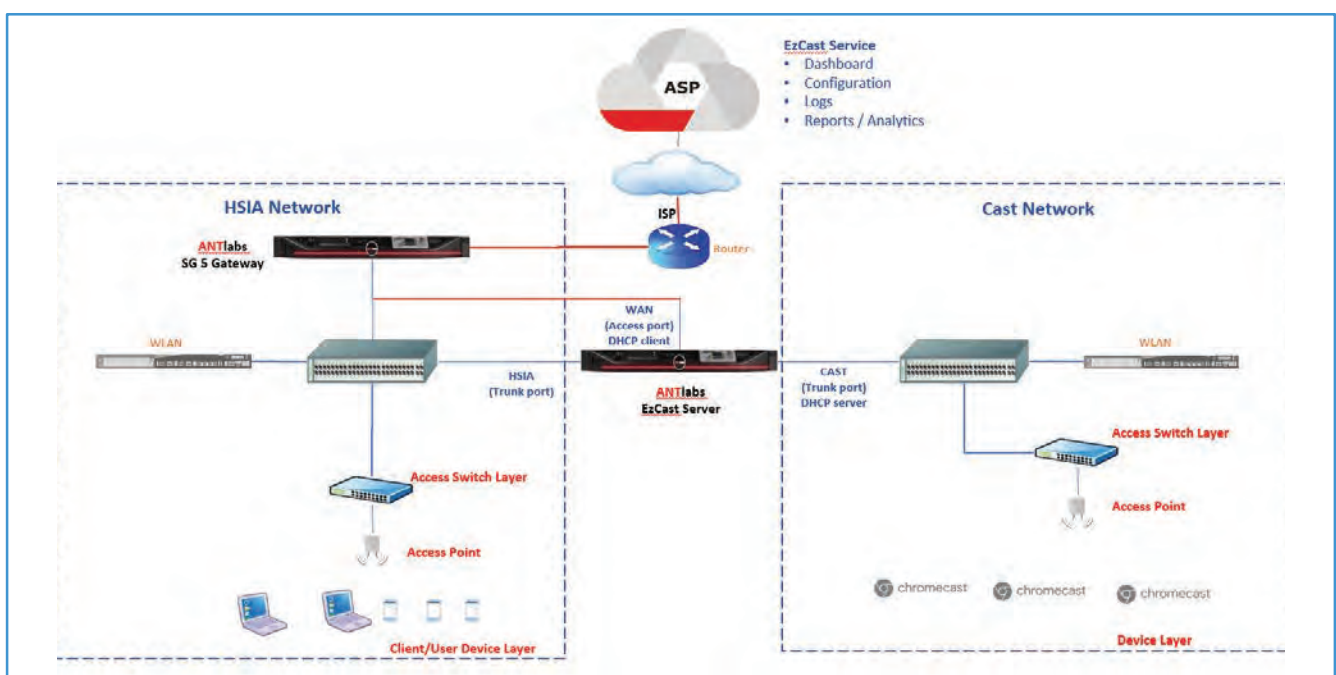 EzCast Service
• Dashboard
• Configuration
• Logs
• Reports / Analytics
ASP
ISP
Router
HSIA Network
ANTlabs
SG 5 Gateway
WLAN
HSIA
(Trunk port)
Access Switch Layer
Access Point
Client/User Device Layer
WAN
(Access port)
DHCP client
ANTlabs
EzCast Server
Cast Network
CAST
(Trunk port)
DHCP server
WLAN
Access Switch Layer
Access Point
chromecast
chromecast
chromecast
Device Layer